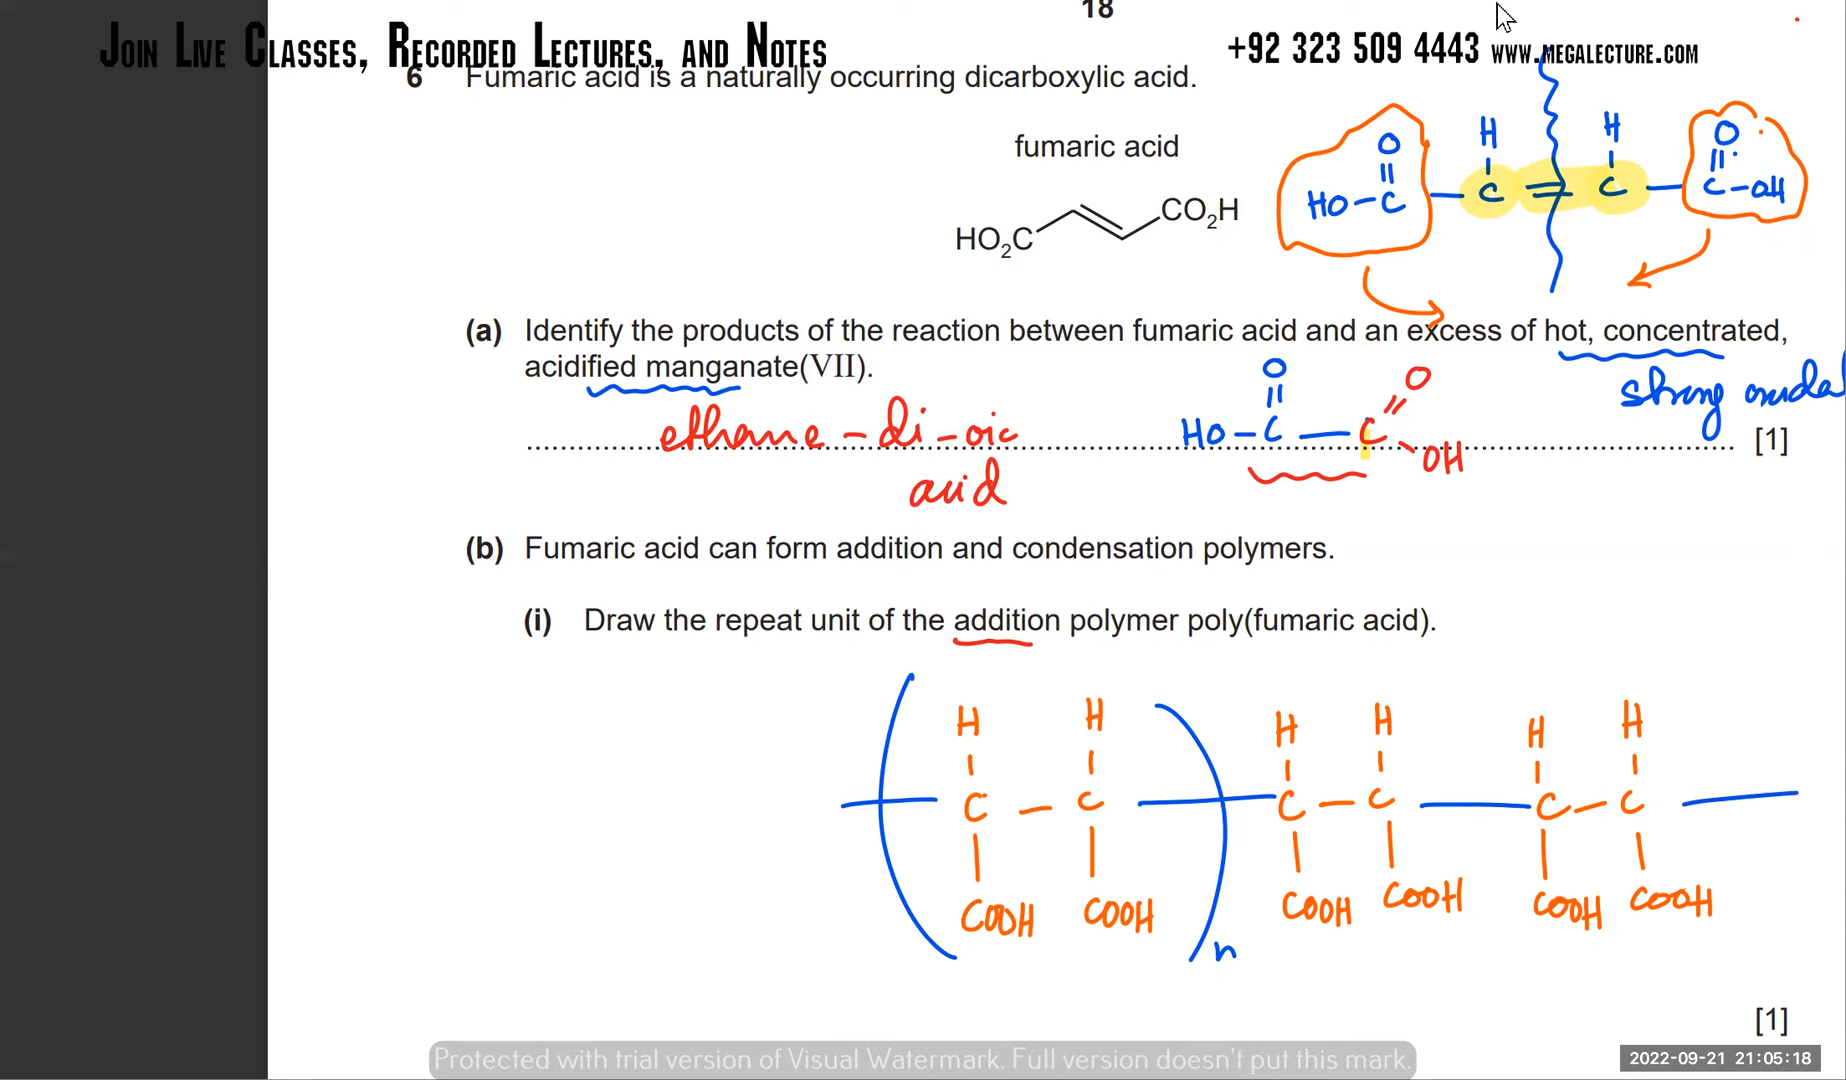 18
JOIN LIVE CLASSES, RECORDED LECTURES, AND NOTES
+92 323 509 4443 WWW.MEGALECTURE.COM
6 Fumaric acid is a naturally occurring dicarboxylic acid.
fumaric acid
HO₂C CO₂H
O H H O
HO-C C C C-OH
(a) Identify the products of the reaction between fumaric acid and an excess of hot, concentrated,
acidified manganate(VII).
strong
O O
ethane-di-oic HO-C C [1]
OH
acid
(b) Fumaric acid can form addition and condensation polymers.
(i) Draw the repeat unit of the addition polymer poly(fumaric acid).
H H H H H H
C C C C C C
COOH COOH COOH COOH COOH COOH
n
[1]
Protected with trial version of Visual Watermark. Full version doesn't put this mark.
2022-09-21 21:05:18